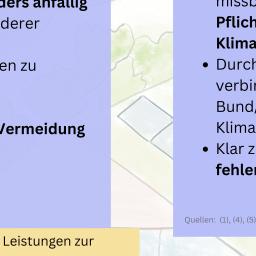 ders anfällig
derer
en zu
Vermeidung
Leistungen zur
missb
Pflich
Klima
Durch
verbin
Bund/
Klima
Klar z
fehler
Quellen: (1), (4), (5)